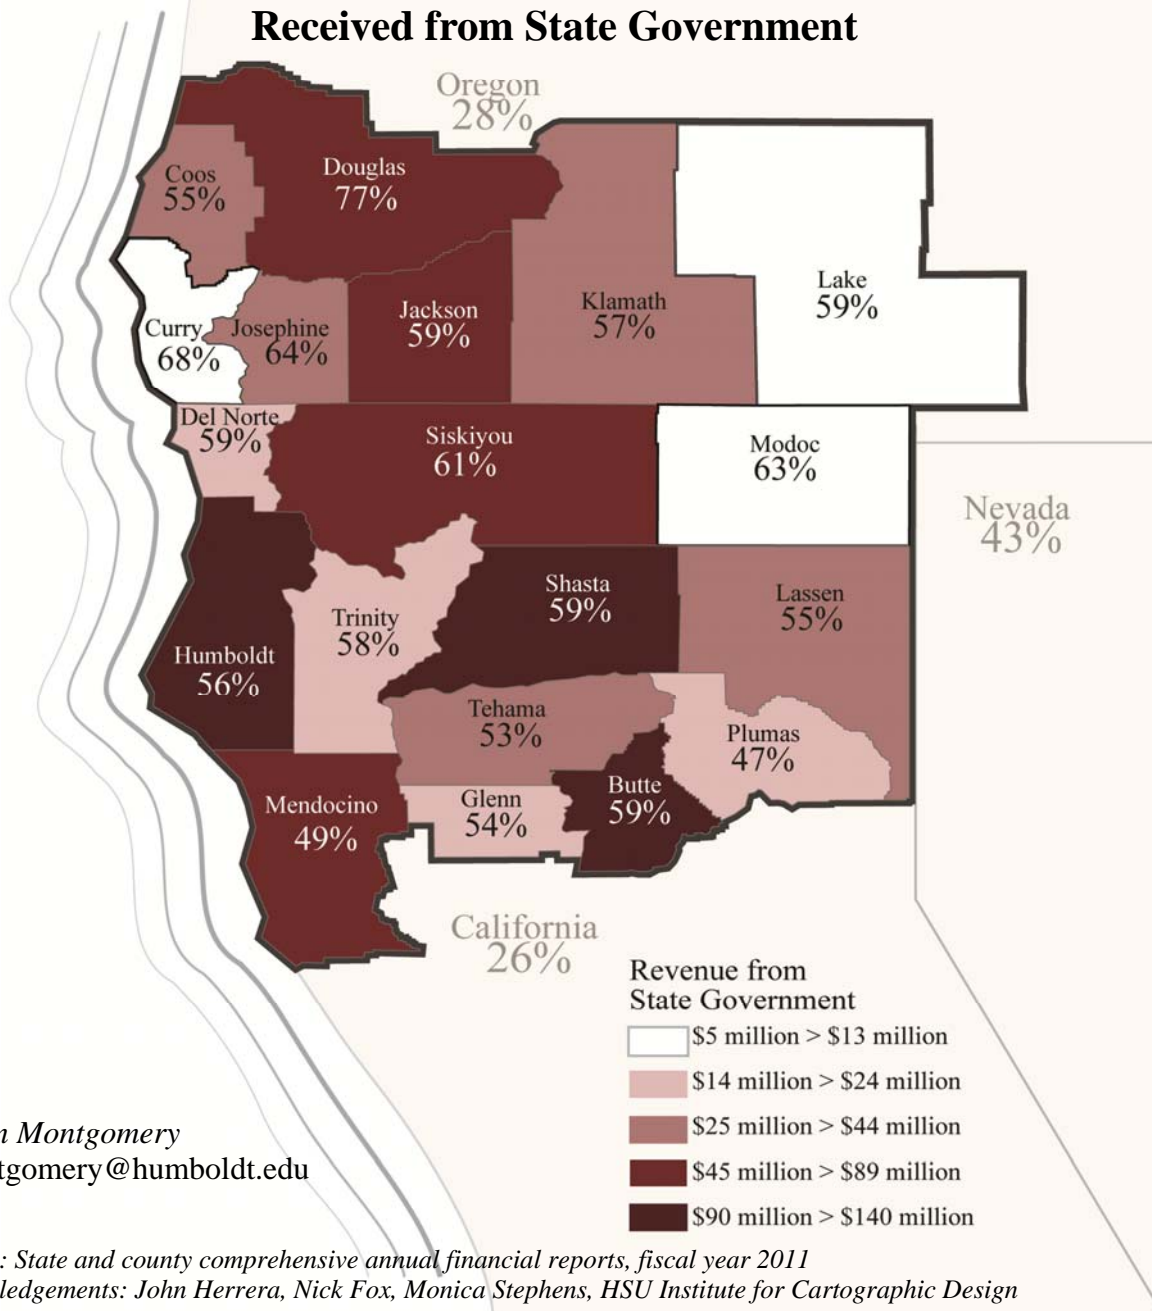 Received from State Government
Oregon
28%
Coos
55%
Douglas
77%
Lake
59%
Klamath
57%
Jackson
59%
Curry
68%
Josephine
64%
Del Norte
59%
Siskiyou
61%
Modoc
63%
Nevada
43%
Shasta
59%
Lassen
55%
Trinity
58%
Humboldt
56%
Tehama
53%
Plumas
47%
Butte
59%
Glenn
54%
Mendocino
49%
California
26%
Revenue from
State Government
$5 million > $13 million
$14 million > $24 million
$25 million > $44 million
$45 million > $89 million
$90 million > $140 million
Montgomery
tgomery@humboldt.edu
: State and county comprehensive annual financial reports, fiscal year 2011
ledgements: John Herrera, Nick Fox, Monica Stephens, HSU Institute for Cartographic Design